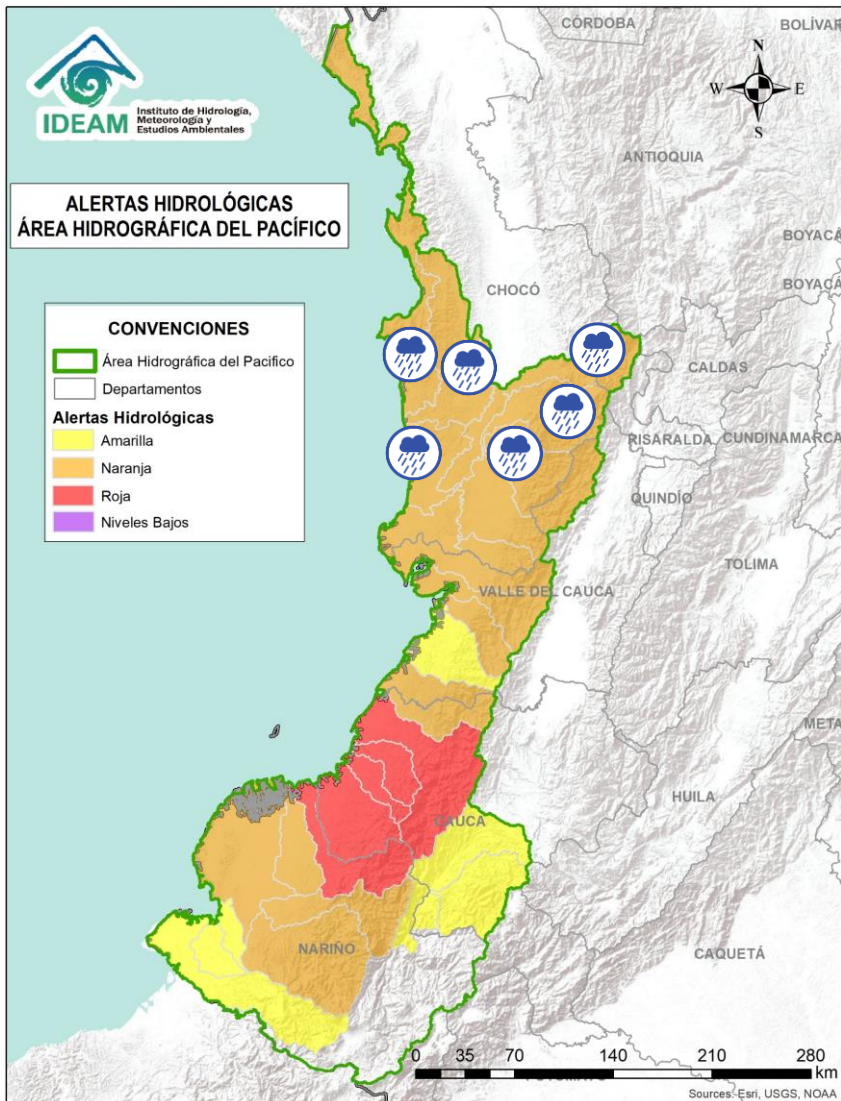 CÓRDOBA
BOLÍVAR
IDEAM
Instituto de Hidrología,
Meteorología y
Estudios Ambientales
N
W
E
S
ANTIOQUIA
ALERTAS HIDROLÓGICAS
ÁREA HIDROGRÁFICA DEL PACÍFICO
BOYACÁ
BOYACÁ
CHOCÓ
CONVENCIONES
Área Hidrográfica del Pacifico
Departamentos
Alertas Hidrológicas
Amarilla
Naranja
Roja
Niveles Bajos
CALDAS
RISARALDA
CUNDINAMARCA
QUINDÍO
TOLIMA
VALLE DEL CAUCA
META
HUILA
CAUCA
NARIÑO
CAQUETÁ
0 35 70 140 210 280
km
Sources: Esri, USGS, NOAA